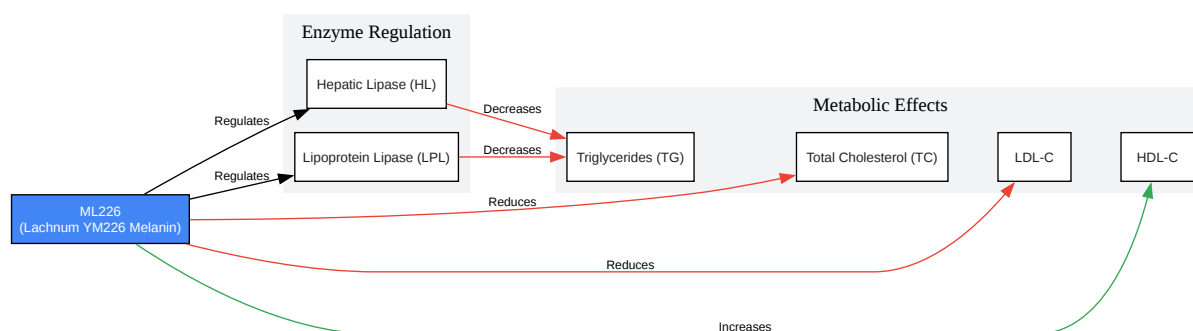 Enzyme Regulation
Hepatic Lipase (HL)
Decreases
Metabolic Effects
Regulates
Lipoprotein Lipase (LPL)
Decreases
Triglycerides (TG)
Total Cholesterol (TC)
LDL-C
HDL-C
Regulates
ML226
(Lachnum YM226 Melanin)
Reduces
Reduces
Increases